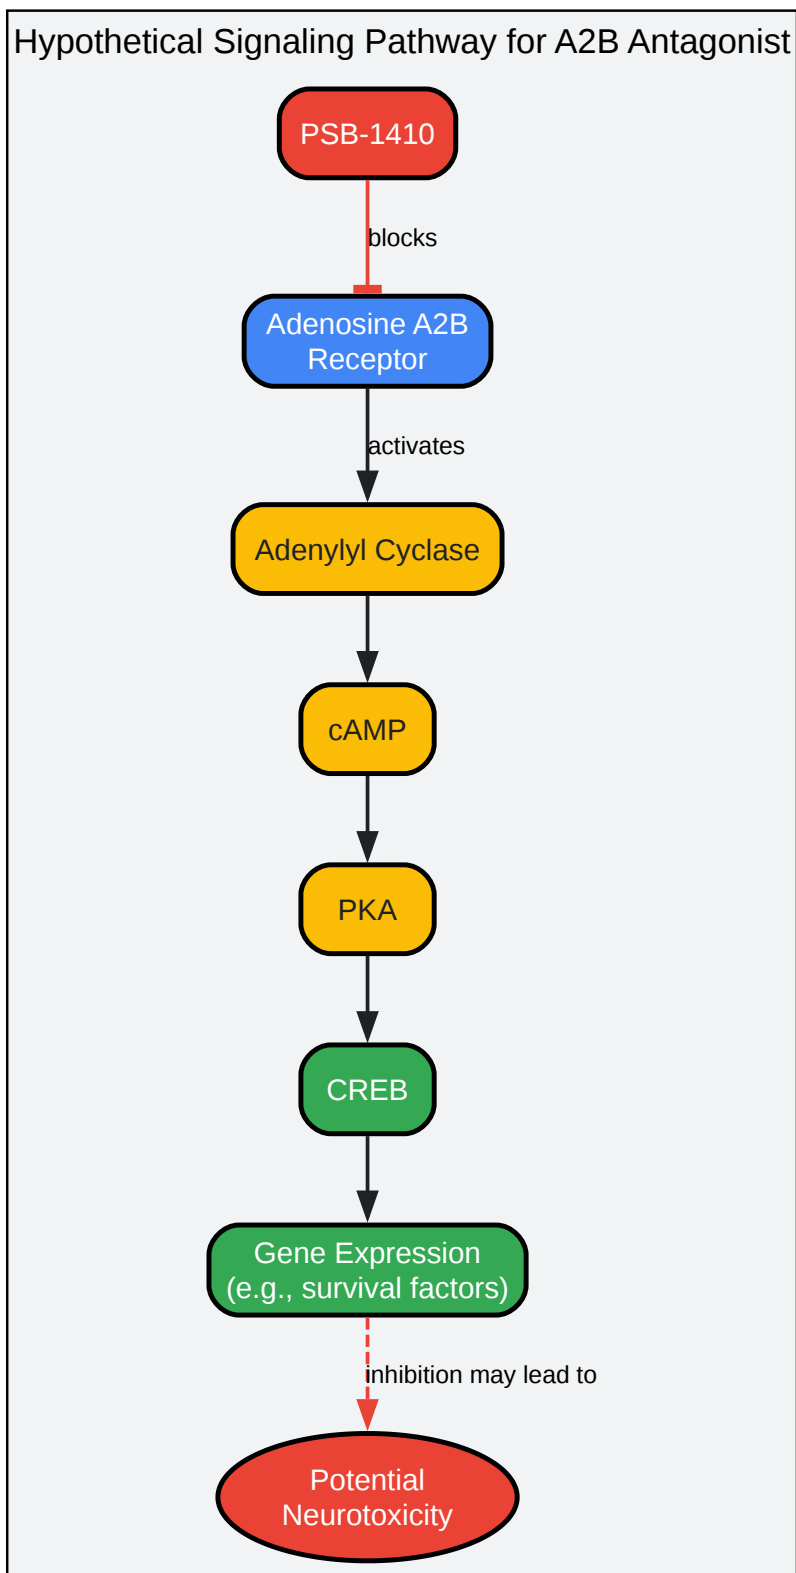 Hypothetical Signaling Pathway for A2B Antagonist
PSB-1410
blocks
Adenosine A2B
Receptor
activates
Adenylyl Cyclase
cAMP
PKA
CREB
Gene Expression
(e.g., survival factors)
inhibition may lead to
Potential
Neurotoxicity